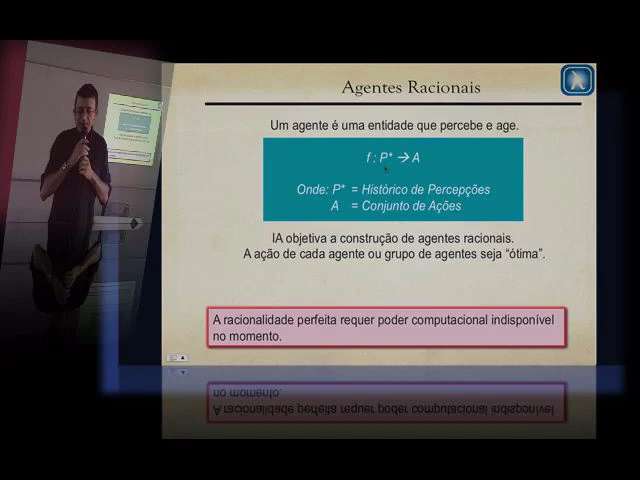 Agentes Racionais
Um agente é uma entidade que percebe e age.
f : P* → A
Onde: P* = Histórico de Percepções
A = Conjunto de Ações
IA objetiva a construção de agentes racionais.
A ação de cada agente ou grupo de agentes seja “ótima”.
A racionalidade perfeita requer poder computacional indisponível
no momento.